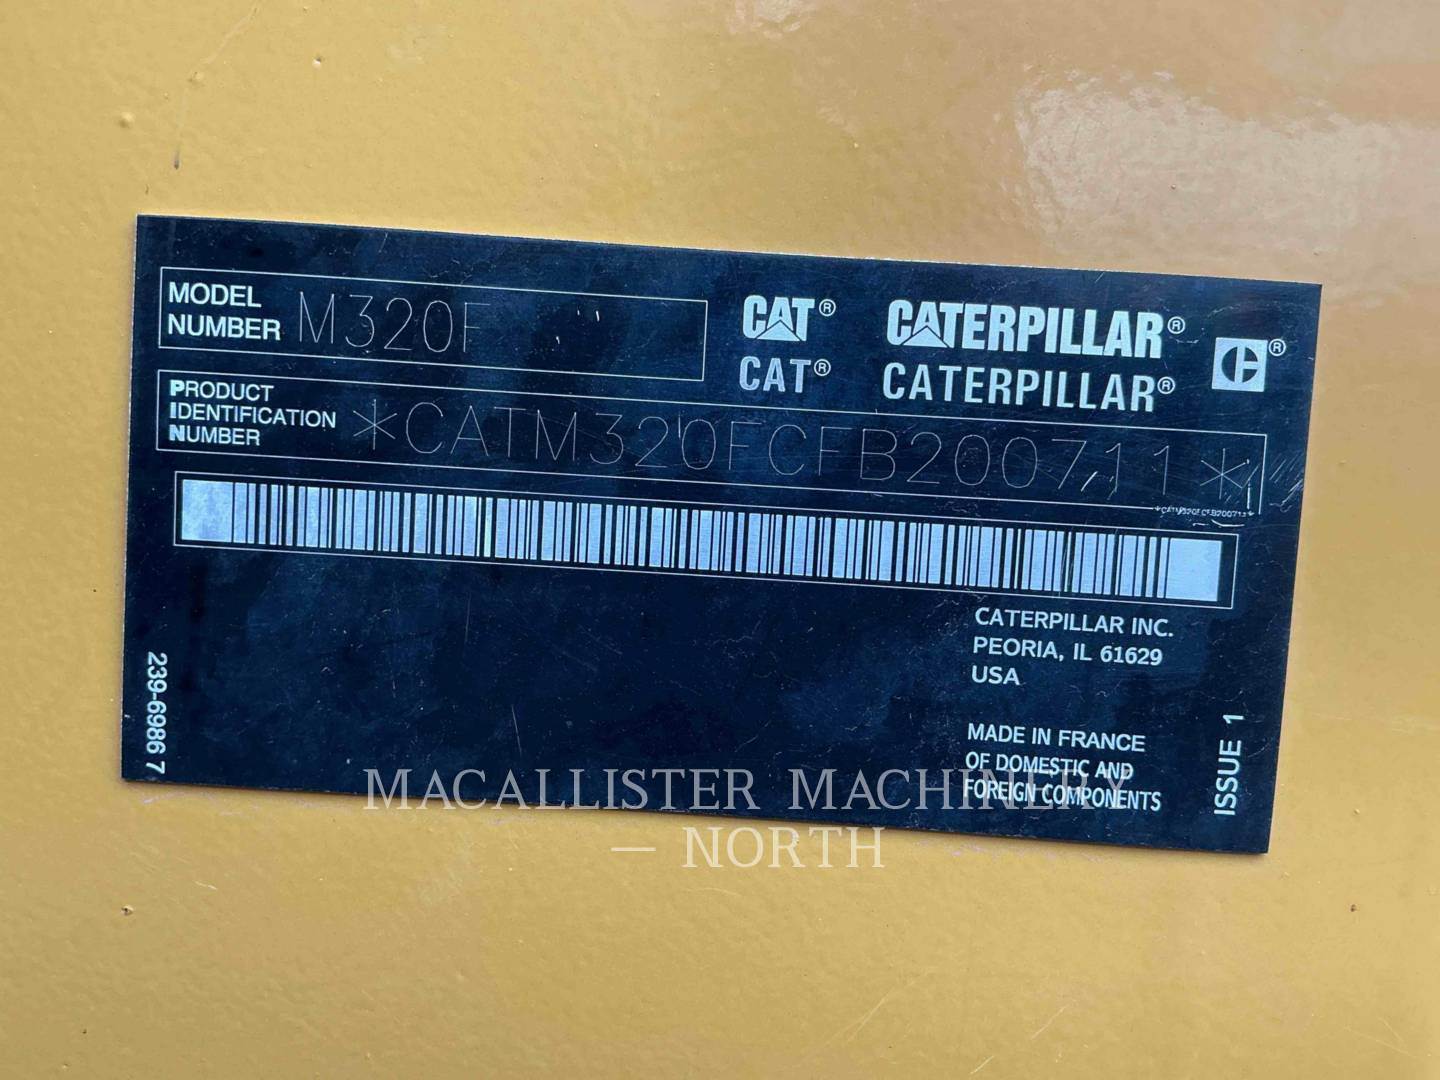 MODEL NUMBER M320F
CAT® CATERPILLAR®
CAT® CATERPILLAR®
PRODUCT IDENTIFICATION NUMBER *CATM320FCFB200711*
*CATM320FCFB200711*
CATERPILLAR INC.
PEORIA, IL 61629
USA
MADE IN FRANCE
OF DOMESTIC AND
FOREIGN COMPONENTS
239-6986 7
ISSUE 1
MACALLISTER MACHINERY
— NORTH